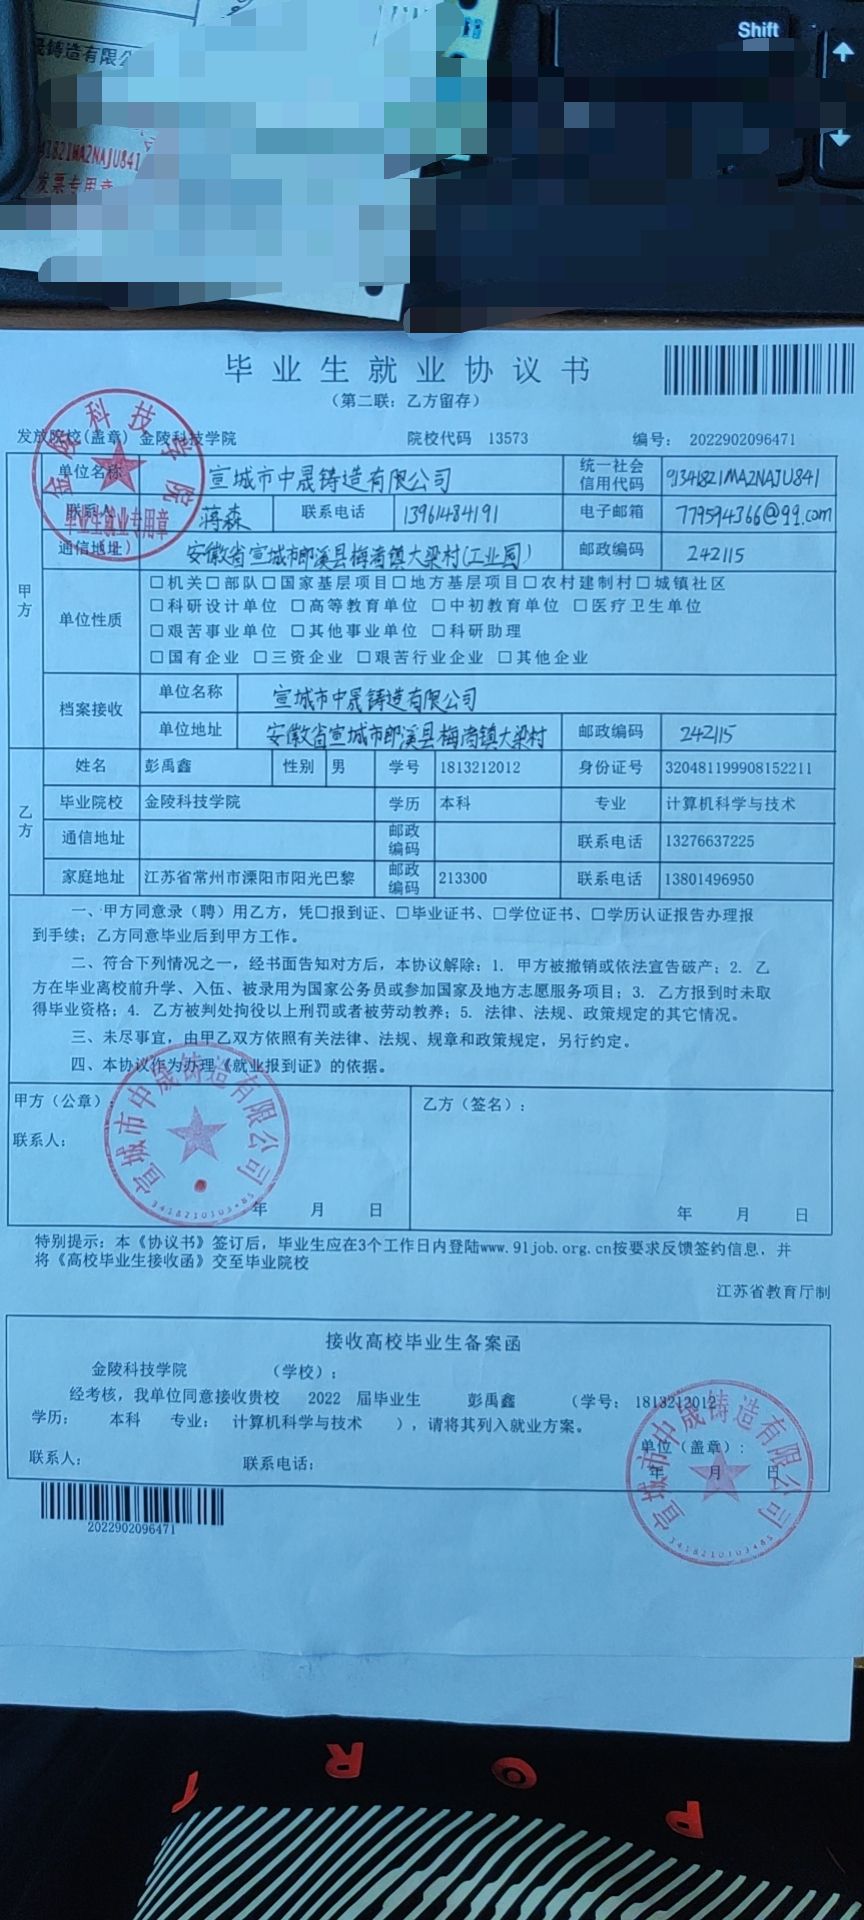 Shift
晟铸造有限公
41821MA2NAJU841
发票专用章
毕业生就业协议书
(第二联：乙方留存)
发放院校(盖章) 金陵科技学院 院校代码 13573 编号： 2022902096471
金陵科技学院
毕业生就业专用章
甲方
单位名称 宣城市中晟铸造有限公司 统一社会信用代码 91341821MA2NAJU841
联系人 蒋森 联系电话 13961484191 电子邮箱 779594366@qq.com
通信地址 安徽省宣城市郎溪县梅渚镇大梁村(工业园) 邮政编码 242115
单位性质
□机关□部队□国家基层项目□地方基层项目□农村建制村□城镇社区
□科研设计单位 □高等教育单位 □中初教育单位 □医疗卫生单位
□艰苦事业单位 □其他事业单位 □科研助理
□国有企业 □三资企业 □艰苦行业企业 □其他企业
档案接收 单位名称 宣城市中晟铸造有限公司
单位地址 安徽省宣城市郎溪县梅渚镇大梁村 邮政编码 242115
乙方
姓名 彭禹鑫 性别 男 学号 1813212012 身份证号 320481199908152211
毕业院校 金陵科技学院 学历 本科 专业 计算机科学与技术
通信地址 邮政编码 联系电话 13276637225
家庭地址 江苏省常州市溧阳市阳光巴黎 邮政编码 213300 联系电话 13801496950
一、甲方同意录（聘）用乙方，凭□报到证、□毕业证书、□学位证书、□学历认证报告办理报
到手续；乙方同意毕业后到甲方工作。
二、符合下列情况之一，经书面告知对方后，本协议解除：1. 甲方被撤销或依法宣告破产；2. 乙
方在毕业离校前升学、入伍、被录用为国家公务员或参加国家及地方志愿服务项目；3. 乙方报到时未取
得毕业资格；4. 乙方被判处拘役以上刑罚或者被劳动教养；5. 法律、法规、政策规定的其它情况。
三、未尽事宜，由甲乙双方依照有关法律、法规、规章和政策规定，另行约定。
四、本协议作为办理《就业报到证》的依据。
甲方（公章）： 乙方（签名）：
联系人：
宣城市中晟铸造有限公司
3418210103485
年 月 日 年 月 日
特别提示：本《协议书》签订后，毕业生应在3个工作日内登陆www.91job.org.cn按要求反馈签约信息，并
将《高校毕业生接收函》交至毕业院校
江苏省教育厅制
接收高校毕业生备案函
金陵科技学院 （学校）：
经考核，我单位同意接收贵校 2022 届毕业生 彭禹鑫 （学号： 1813212012
学历： 本科 专业： 计算机科学与技术 ），请将其列入就业方案。
单位（盖章）：
联系人： 联系电话： 年 月 日
宣城市中晟铸造有限公司
3418210103485
2022902096471
T R O P